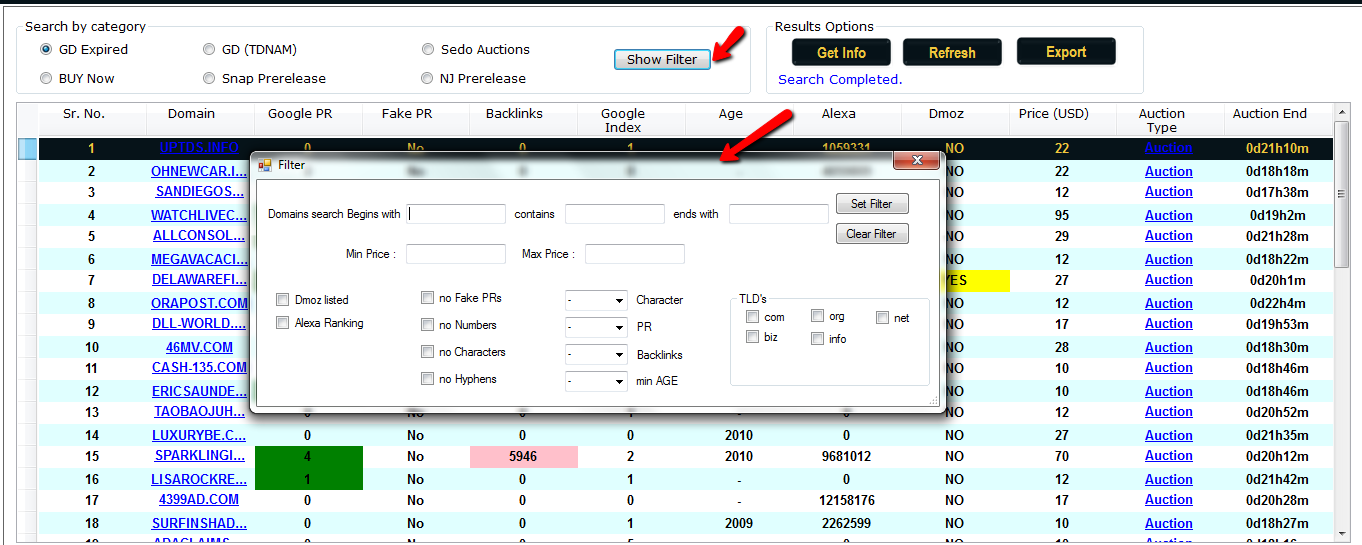 Search by category
GD Expired GD (TDNAM) Sedo Auctions
BUY Now Snap Prerelease NJ Prerelease
Show Filter
Results Options
Get Info Refresh Export
Search Completed.
Sr. No. Domain Google PR Fake PR Backlinks Google Index Age Alexa Dmoz Price (USD) Auction Type Auction End
1 UPTDS.INFO 0 No 0 1 1059331 NO 22 Auction 0d21h10m
2 OHNEWCAR.I... NO 22 Auction 0d18h18m
3 SANDIEGOS... NO 12 Auction 0d17h38m
4 WATCHLIVEC... NO 95 Auction 0d19h2m
5 ALLCONSOL... NO 29 Auction 0d21h28m
6 MEGAVACACI... NO 12 Auction 0d18h22m
7 DELAWAREFI... YES 27 Auction 0d20h1m
8 ORAPOST.COM NO 12 Auction 0d22h4m
9 DLL-WORLD.... NO 17 Auction 0d19h53m
10 46MV.COM NO 28 Auction 0d18h30m
11 CASH-135.COM NO 10 Auction 0d18h46m
12 ERICSAUNDE... NO 10 Auction 0d18h46m
13 TAOBAOJUH... 0 No 0 1 - 0 NO 12 Auction 0d20h52m
14 LUXURYBE.C... 0 No 0 0 2010 0 NO 27 Auction 0d21h35m
15 SPARKLINGI... 4 No 5946 2 2010 9681012 NO 70 Auction 0d20h12m
16 LISAROCKRE... 1 No 0 1 - 0 NO 12 Auction 0d21h42m
17 4399AD.COM 0 No 0 0 - 12158176 NO 17 Auction 0d20h28m
18 SURFINSHAD... 0 No 0 1 2009 2262599 NO 10 Auction 0d18h27m
Filter
Domains search Begins with contains ends with Set Filter
Clear Filter
Min Price : Max Price :
Dmoz listed
Alexa Ranking
no Fake PRs
no Numbers
no Characters
no Hyphens
- Character
- PR
- Backlinks
- min AGE
TLD's
com org net
biz info